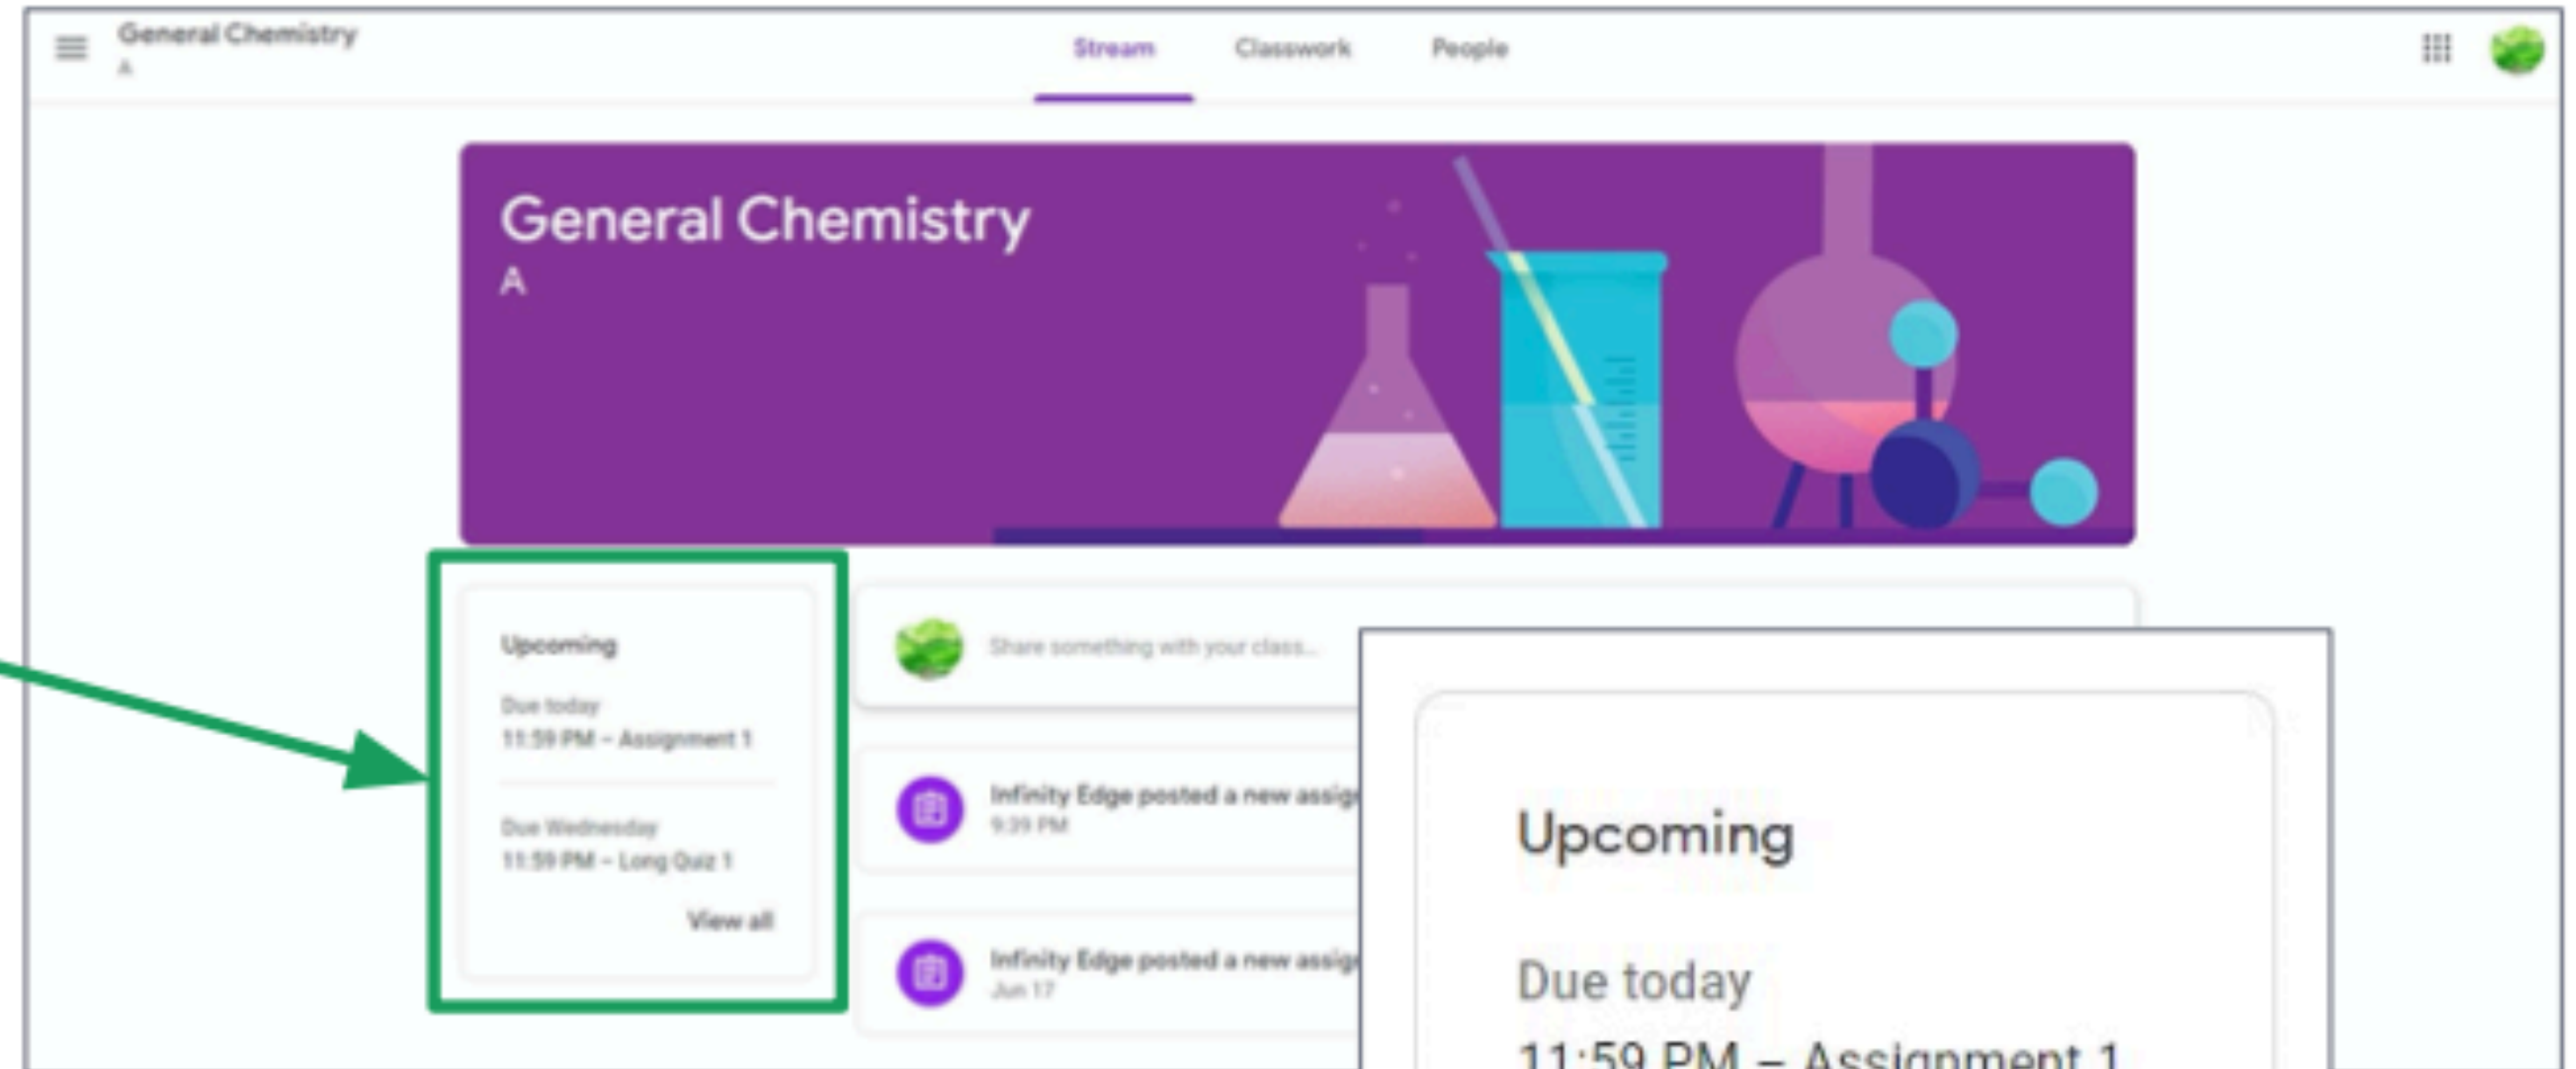 General Chemistry
A
Stream
Classwork
People
General Chemistry
A
Upcoming
Due today
11:59 PM – Assignment 1
Due Wednesday
11:59 PM – Long Quiz 1
View all
Share something with your class...
Infinity Edge posted a new assig
9:39 PM
Infinity Edge posted a new assig
Jun 17
Upcoming
Due today
11:59 PM – Assignment 1